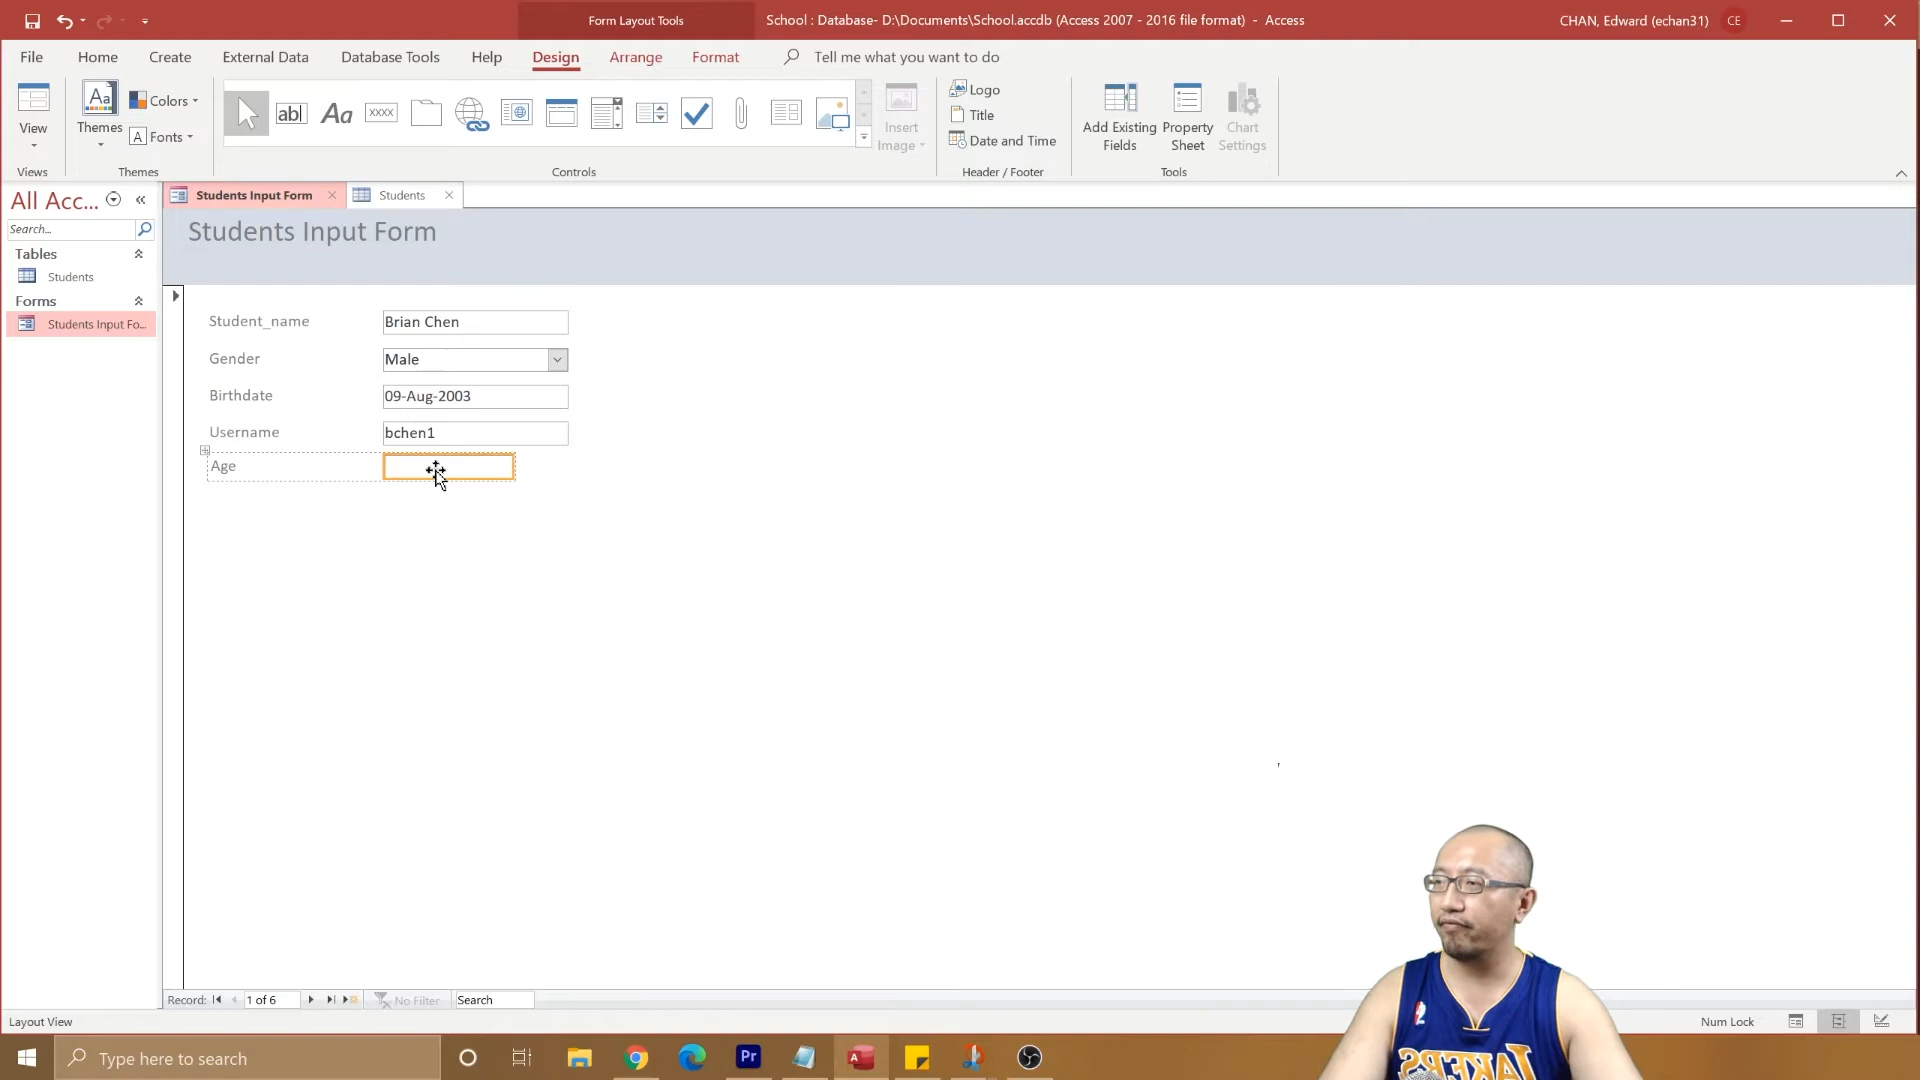 Form Layout Tools
School : Database- D:\Documents\School.accdb (Access 2007 - 2016 file format) - Access
CHAN, Edward (echan31)
CE
File
Home
Create
External Data
Database Tools
Help
Design
Arrange
Format
Tell me what you want to do
View
Aa
Themes
Colors
A Fonts
ab|
Aa
XXXX
Insert
Image
Logo
Title
Date and Time
Add Existing
Fields
Property
Sheet
Chart
Settings
Views
Themes
Controls
Header / Footer
Tools
All Acc...
Search...
Tables
Students
Forms
Students Input Fo...
Students Input Form
Students
Students Input Form
Student_name
Brian Chen
Gender
Male
Birthdate
09-Aug-2003
Username
bchen1
Age
Record:
1 of 6
No Filter
Search
Layout View
Num Lock
Type here to search
Pr
A
LAKERS